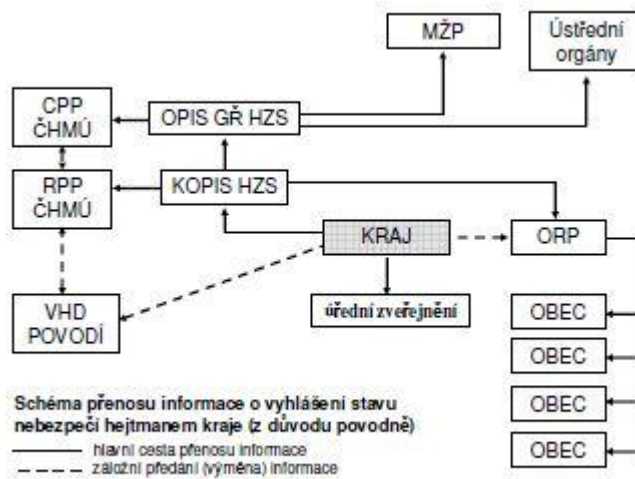 MŽP
Ústřední
orgány
CPP
ČHMÚ
OPIS GŘ HZS
RPP
ČHMÚ
KOPIS HZS
KRAJ
ORP
VHD
POVODÍ
úřední zveřejnění
OBEC
OBEC
OBEC
OBEC
Schéma přenosu informace o vyhlášení stavu
nebezpečí hejtmanem kraje (z důvodu povodně)
hlavní cesta přenosu informace
záložní předání (výměna) informace